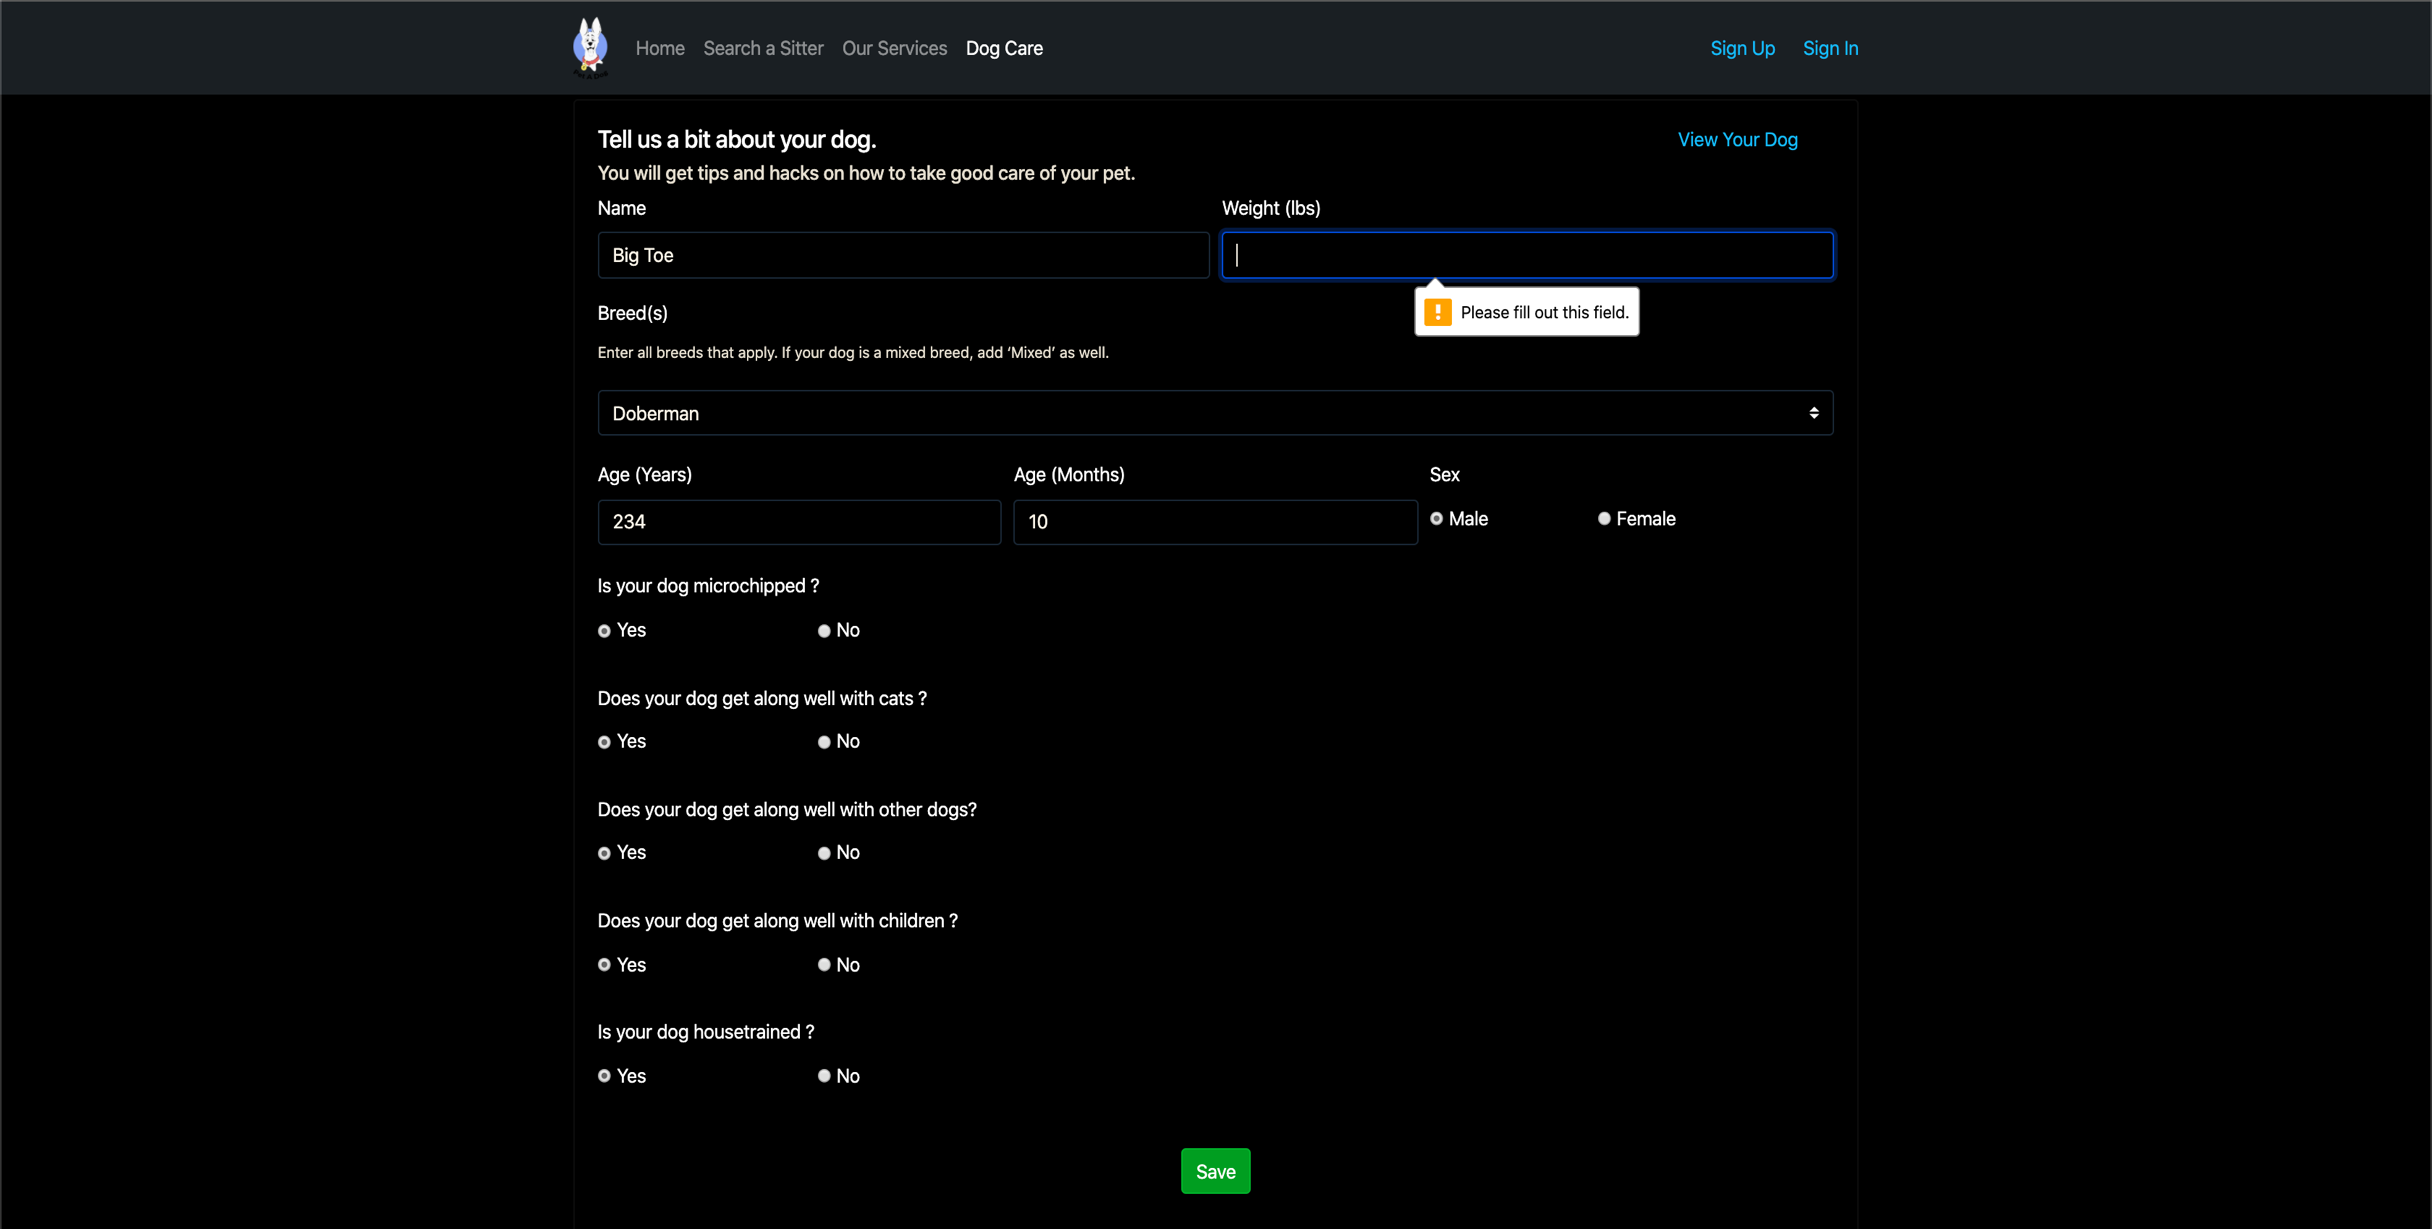 Home Search a Sitter Our Services Dog Care Sign Up Sign In
Tell us a bit about your dog. View Your Dog
You will get tips and hacks on how to take good care of your pet.
Name Weight (lbs)
Big Toe
Please fill out this field.
Breed(s)
Enter all breeds that apply. If your dog is a mixed breed, add ‘Mixed’ as well.
Doberman
Age (Years) Age (Months) Sex
234 10 Male Female
Is your dog microchipped ?
Yes No
Does your dog get along well with cats ?
Yes No
Does your dog get along well with other dogs?
Yes No
Does your dog get along well with children ?
Yes No
Is your dog housetrained ?
Yes No
Save